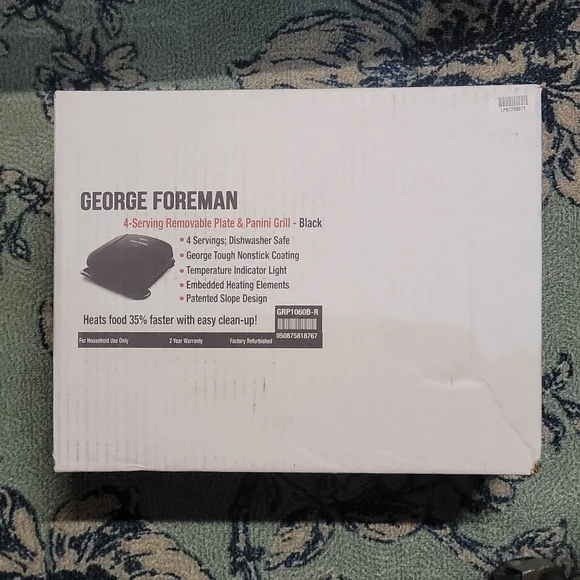 GEORGE FOREMAN
4-Serving Removable Plate & Panini Grill - Black
• 4 Servings; Dishwasher Safe
• George Tough Nonstick Coating
• Temperature Indicator Light
• Embedded Heating Elements
• Patented Slope Design
Heats food 35% faster with easy clean-up!
GRP1060B-R
050875818767
For Household Use Only 2 Year Warranty Factory Refurbished